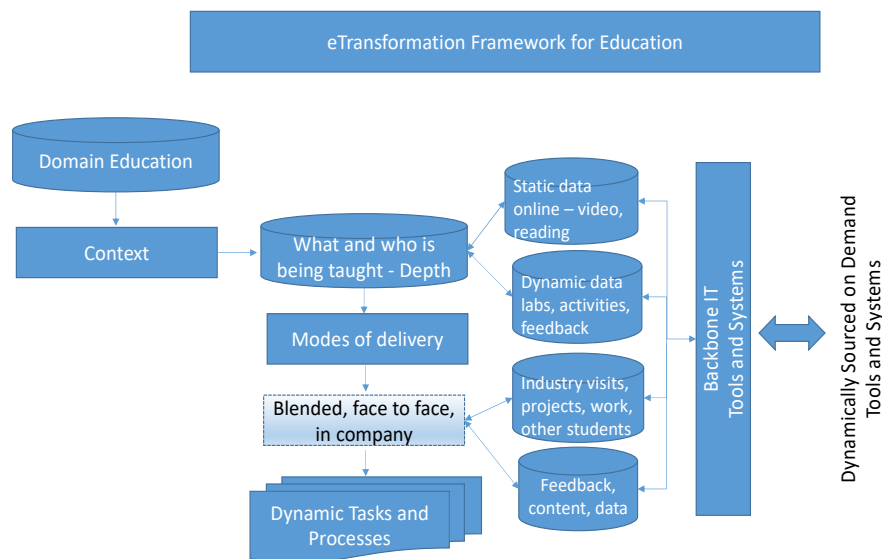 eTransformation Framework for Education
Domain Education
Context
What and who is
being taught - Depth
Modes of delivery
Blended, face to face,
in company
Dynamic Tasks and
Processes
Static data
online – video,
reading
Dynamic data
labs, activities,
feedback
Industry visits,
projects, work,
other students
Feedback,
content, data
Backbone IT
Tools and Systems
Dynamically Sourced on Demand
Tools and Systems